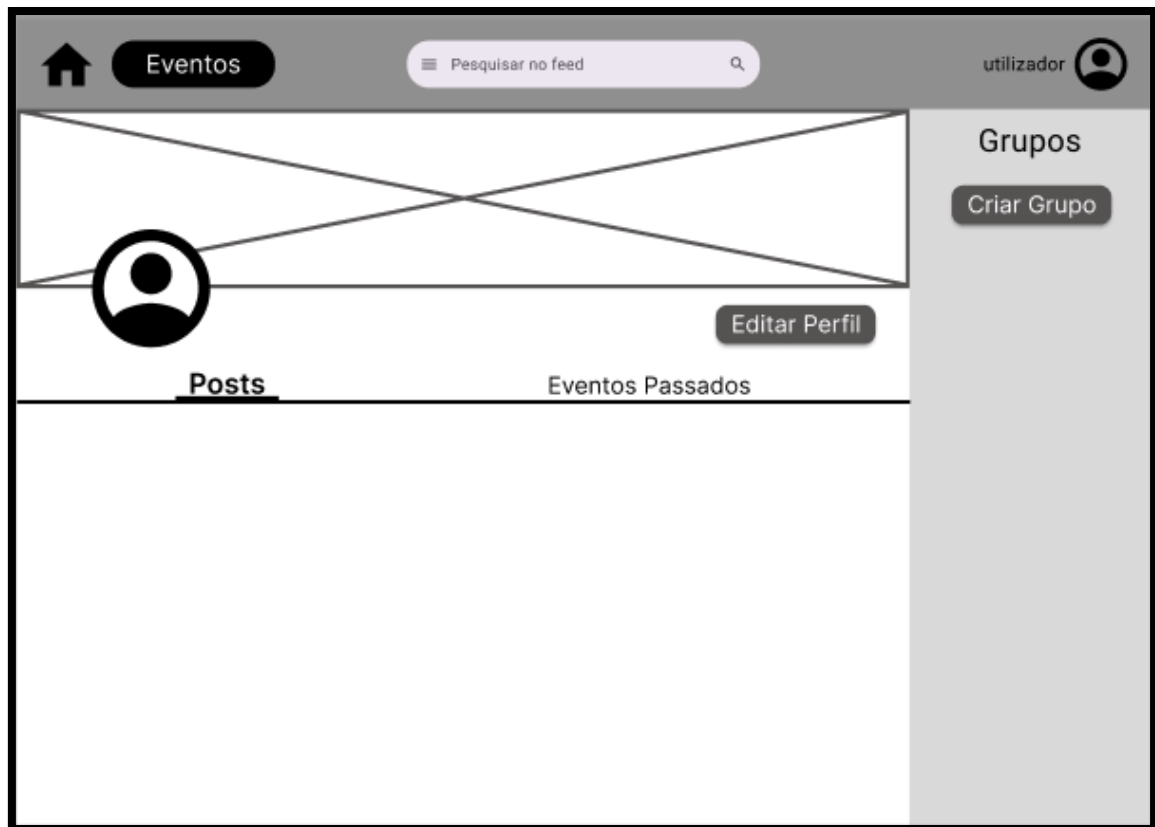 Eventos
Pesquisar no feed
utilizador
Grupos
Criar Grupo
Editar Perfil
Posts
Eventos Passados